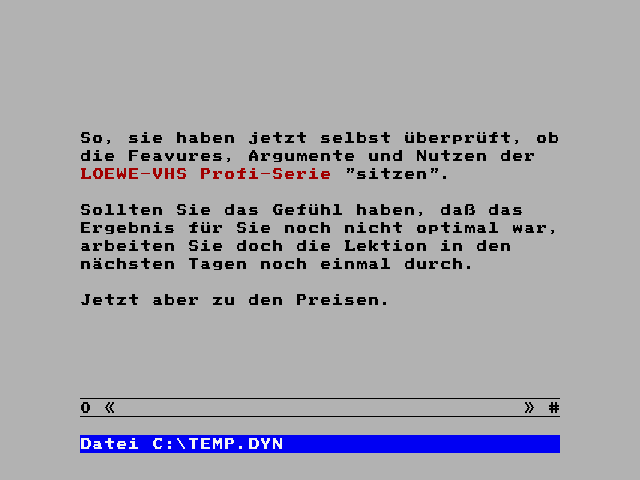 So, sie haben jetzt selbst überprüft, ob
die Feavures, Argumente und Nutzen der
LOEWE-VHS Profi-Serie "sitzen".
Sollten Sie das Gefühl haben, daß das
Ergebnis für Sie noch nicht optimal war,
arbeiten Sie doch die Lektion in den
nächsten Tagen noch einmal durch.
Jetzt aber zu den Preisen.
O « » #
Datei C:\TEMP.DYN